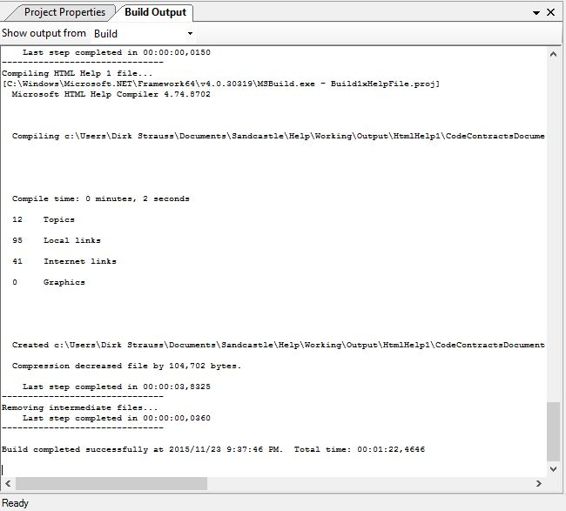 Project Properties Build Output
Show output from Build
Last step completed in 00:00:00,0150
-------------------------------
Compiling HTML Help 1 file...
[C:\Windows\Microsoft.NET\Framework64\v4.0.30319\MSBuild.exe - Build1xHelpFile.proj]
Microsoft HTML Help Compiler 4.74.8702
Compiling c:\Users\Dirk Strauss\Documents\Sandcastle\Help\Working\Output\HtmlHelp1\CodeContractsDocume
Compile time: 0 minutes, 2 seconds
12 Topics
95 Local links
41 Internet links
0 Graphics
Created c:\Users\Dirk Strauss\Documents\Sandcastle\Help\Working\Output\HtmlHelp1\CodeContractsDocument
Compression decreased file by 104,702 bytes.
Last step completed in 00:00:03,8325
-------------------------------
Removing intermediate files...
Last step completed in 00:00:00,0360
-------------------------------
Build completed successfully at 2015/11/23 9:37:46 PM. Total time: 00:01:22,4646
Ready